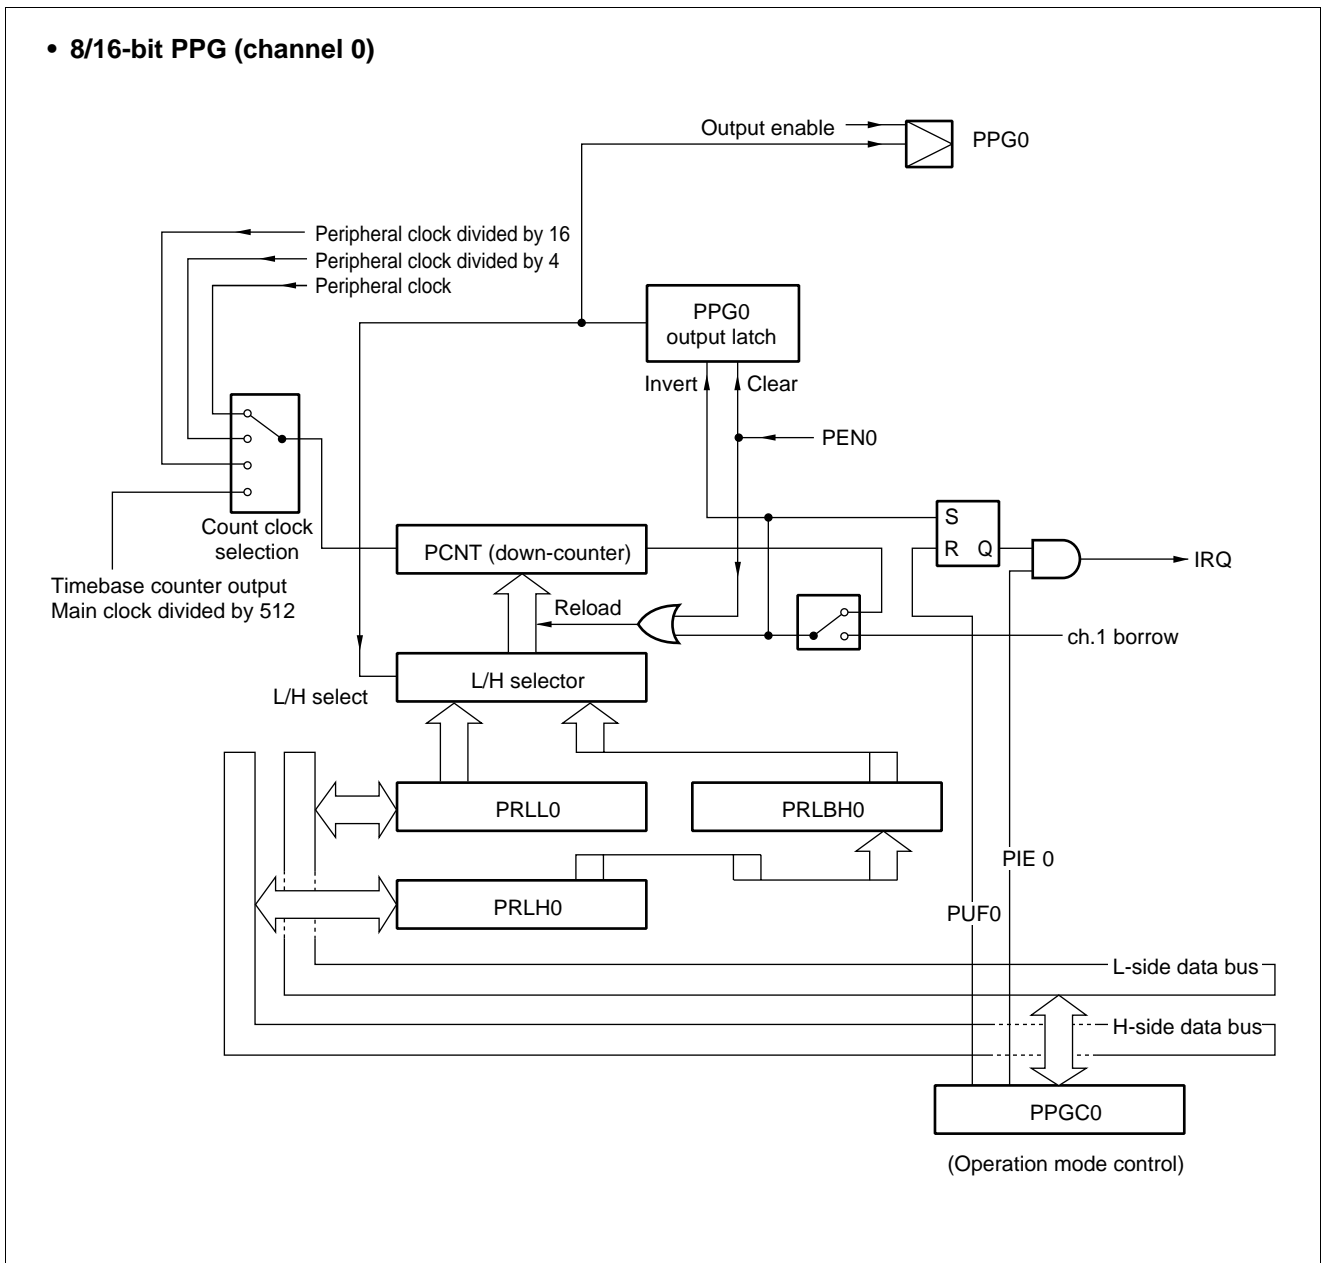 • 8/16-bit PPG (channel 0)
Output enable
PPG0
Peripheral clock divided by 16
Peripheral clock divided by 4
Peripheral clock
PPG0
output latch
Invert
Clear
PEN0
Count clock
selection
S
R Q
PCNT (down-counter)
IRQ
Timebase counter output
Main clock divided by 512
Reload
ch.1 borrow
L/H selector
L/H select
PRLL0
PRLBH0
PIE 0
PRLH0
PUF0
L-side data bus
H-side data bus
PPGC0
(Operation mode control)